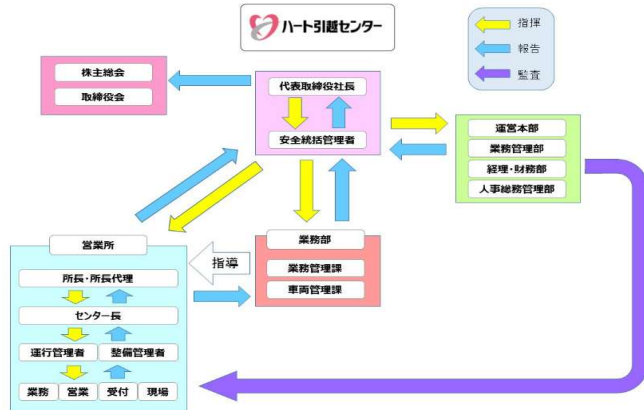 ハート引越センター
指揮
報告
監査
株主総会
取締役会
代表取締役社長
安全統括管理者
運営本部
業務管理部
経理・財務部
人事総務管理部
営業所
所長・所長代理
センター長
運行管理者 整備管理者
業務 営業 受付 現場
指導
業務部
業務管理課
車両管理課